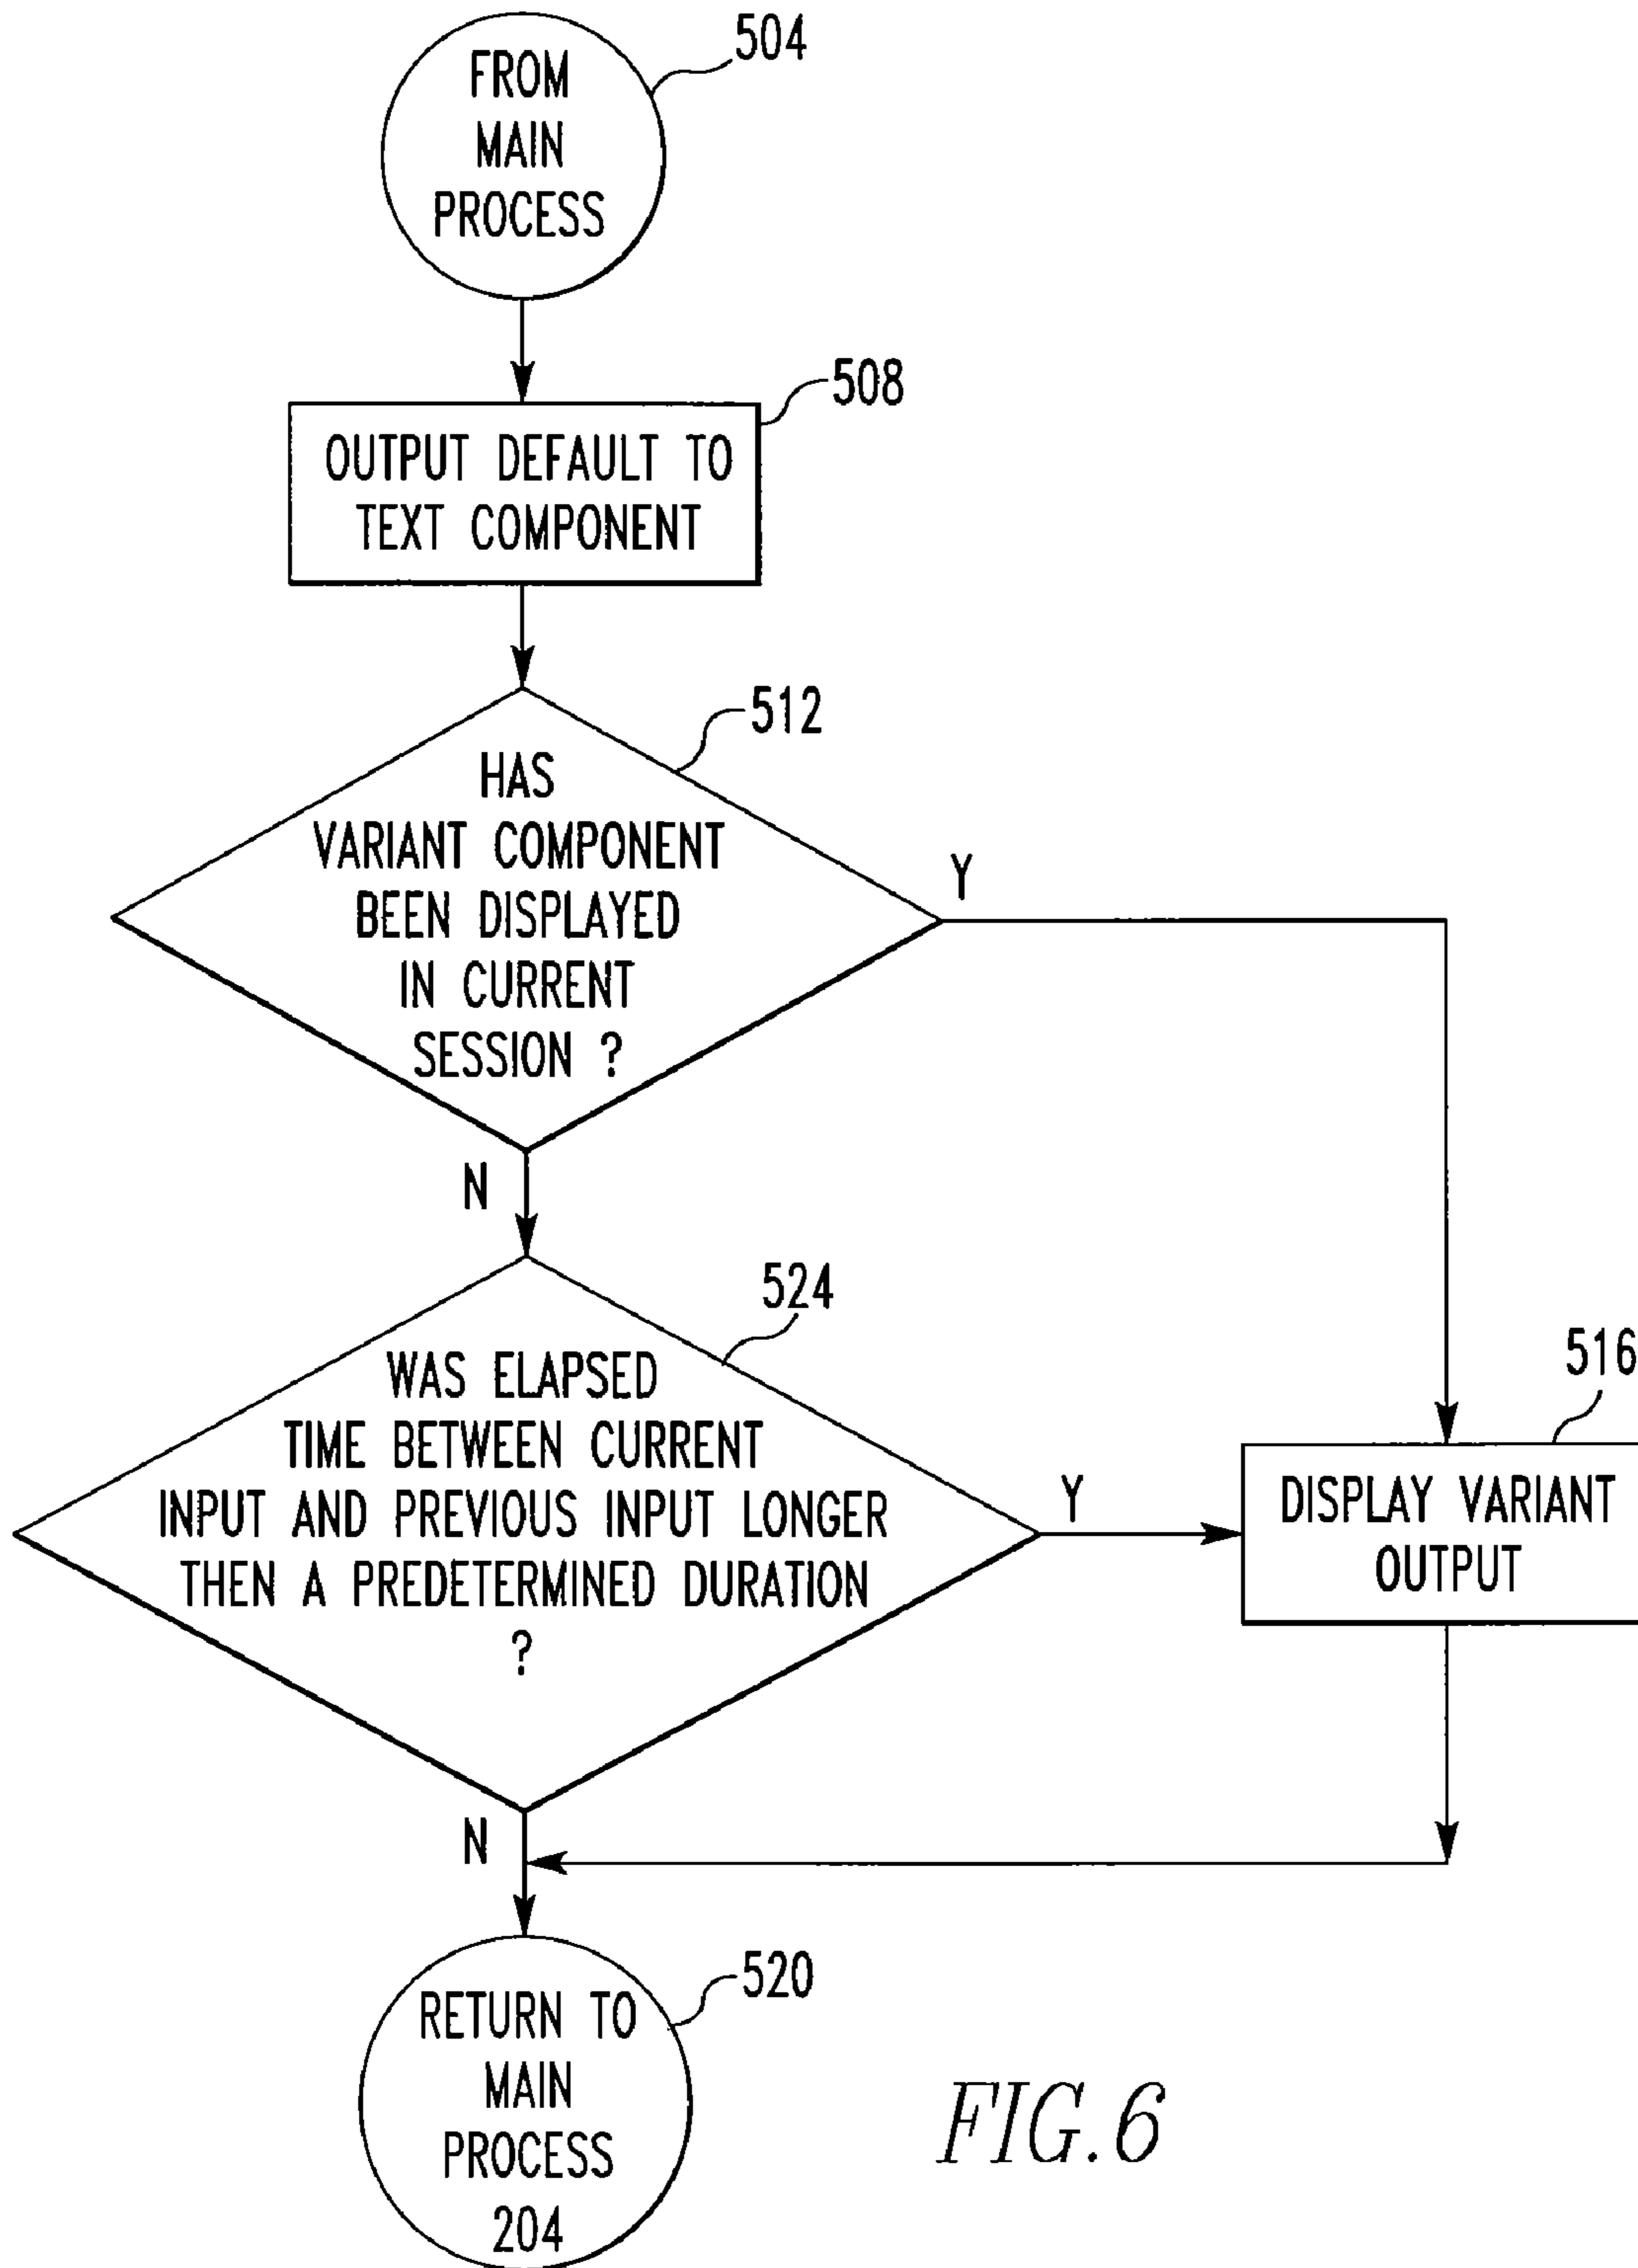 FROM
MAIN
PROCESS
504
OUTPUT DEFAULT TO
TEXT COMPONENT
508
HAS
VARIANT COMPONENT
BEEN DISPLAYED
IN CURRENT
SESSION ?
512
Y
N
WAS ELAPSED
TIME BETWEEN CURRENT
INPUT AND PREVIOUS INPUT LONGER
THEN A PREDETERMINED DURATION
?
524
Y
N
DISPLAY VARIANT
OUTPUT
516
RETURN TO
MAIN
PROCESS
204
520
FIG.6